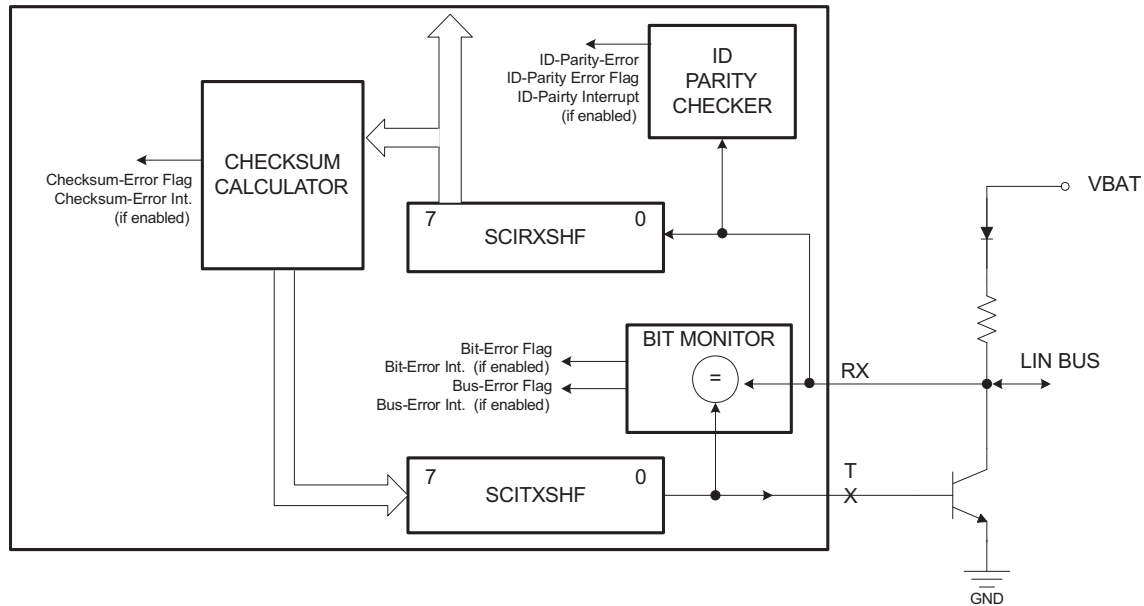 ID-Parity-Error
ID-Parity Error Flag
ID-Pairty Interrupt
(if enabled)
ID
PARITY
CHECKER
CHECKSUM
CALCULATOR
Checksum-Error Flag
Checksum-Error Int.
(if enabled)
VBAT
7 SCIRXSHF 0
BIT MONITOR
=
Bit-Error Flag
Bit-Error Int. (if enabled)
Bus-Error Flag
Bus-Error Int. (if enabled)
RX
LIN BUS
7 SCITXSHF 0
T
X
GND